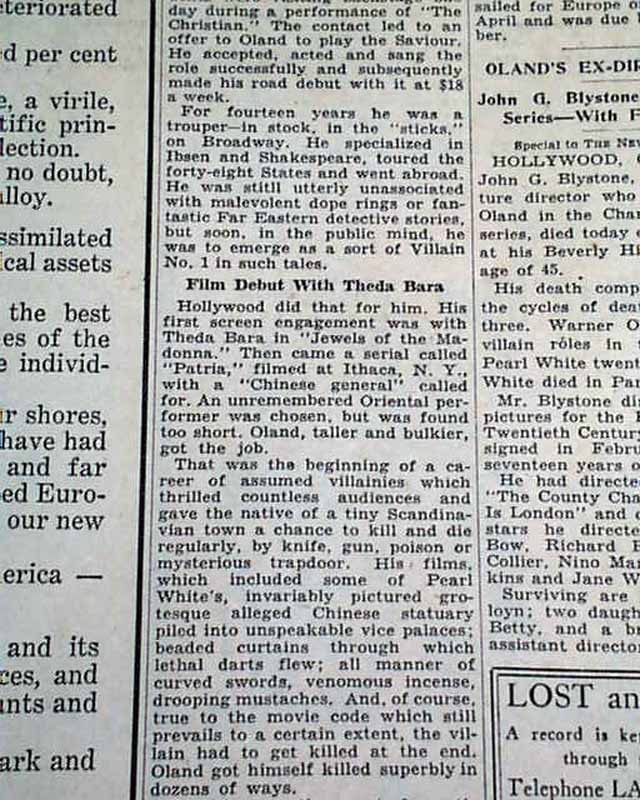 teriorated
d per cent
e, a virile,
tific prin-
lection.
no doubt,
lloy.
ssimilated
ical assets
the best
es of the
e individ-
r shores,
have had
and far
ed Euro-
our new
erica —
and its
ces, and
unts and
ark and
day during a performance of "The
Christian." The contact led to an
offer to Oland to play the Saviour.
He accepted, acted and sang the
role successfully and subsequently
made his road debut with it at $18
a week.
For fourteen years he was a
trouper—in stock, in the "sticks,"
on Broadway. He specialized in
Ibsen and Shakespeare, toured the
forty-eight States and went abroad.
He was still utterly unassociated
with malevolent dope rings or fan-
tastic Far Eastern detective stories,
but soon, in the public mind, he
was to emerge as a sort of Villain
No. 1 in such tales.
Film Debut With Theda Bara
Hollywood did that for him. His
first screen engagement was with
Theda Bara in "Jewels of the Ma-
donna." Then came a serial called
"Patria," filmed at Ithaca, N. Y.,
with a "Chinese general" called
for. An unremembered Oriental per-
former was chosen, but was found
too short. Oland, taller and bulkier,
got the job.
That was the beginning of a ca-
reer of assumed villainies which
thrilled countless audiences and
gave the native of a tiny Scandina-
vian town a chance to kill and die
regularly, by knife, gun, poison or
mysterious trapdoor. His films,
which included some of Pearl
White's, invariably pictured gro-
tesque alleged Chinese statuary
piled into unspeakable vice palaces;
beaded curtains through which
lethal darts flew; all manner of
curved swords, venomous incense,
drooping mustaches. And, of course,
true to the movie code which still
prevails to a certain extent, the vil-
lain had to get killed at the end.
Oland got himself killed superbly in
dozens of ways.
sailed for Europe o
April and was due
ber.
OLAND'S EX-DIR
John G. Blystone
Series—With F
Special to THE NEW
HOLLYWOOD,
John G. Blystone,
ture director who
Oland in the Cha
series, died today
at his Beverly Hi
age of 45.
His death comp
the cycles of deat
three. Warner O
villain rôles in
Pearl White twent
White died in Par
Mr. Blystone di
pictures for the
Twentieth Century
signed in Febru
seventeen years
He had directe
"The County Cha
Is London" and
stars he directe
Bow, Richard
Collier, Nino Ma
kins and Jane W
Surviving are
loyn; two daugh
Betty, and a b
assistant director
LOST an
A record is ke
through
Telephone LA